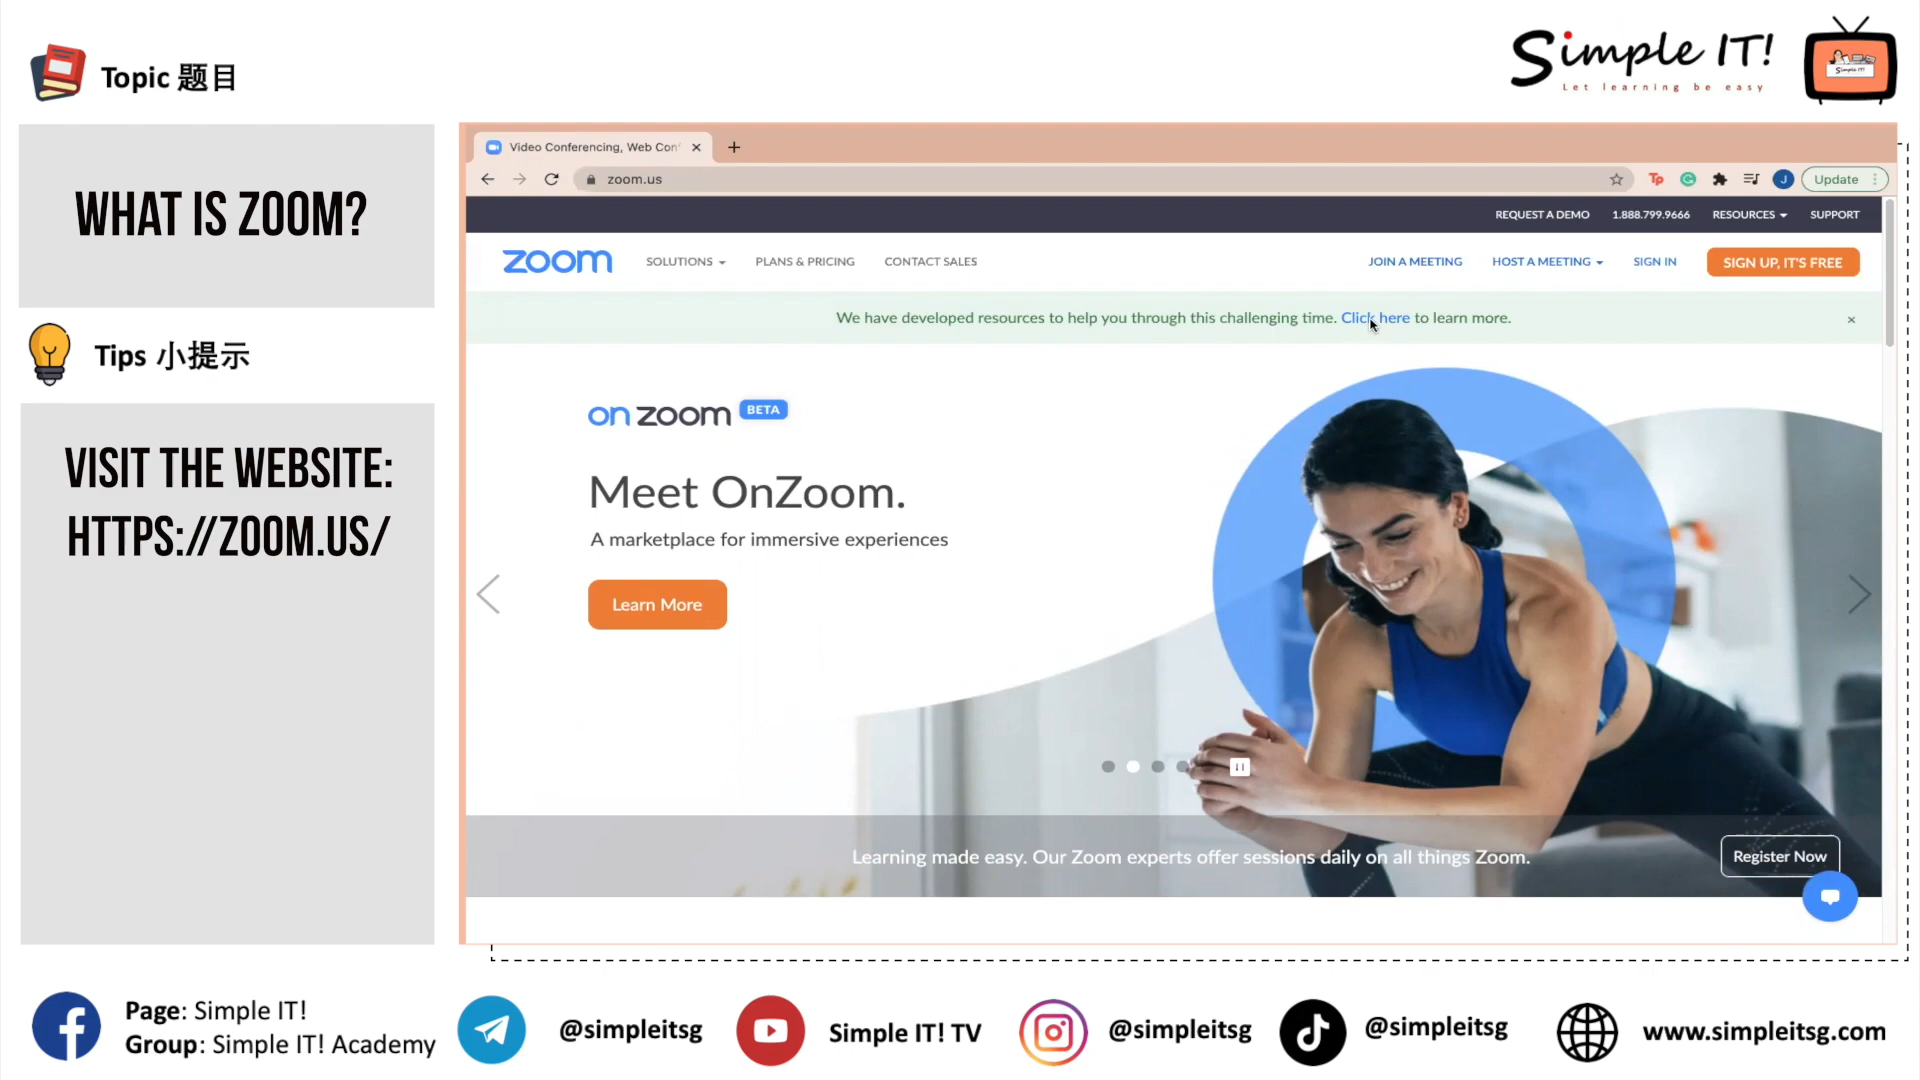 Topic 题目
Simple IT!
Let learning be easy
WHAT IS ZOOM?
Tips 小提示
VISIT THE WEBSITE:
HTTPS://ZOOM.US/
Video Conferencing, Web Con
zoom.us
Tp
J
Update
REQUEST A DEMO
1.888.799.9666
RESOURCES
SUPPORT
zoom
SOLUTIONS
PLANS & PRICING
CONTACT SALES
JOIN A MEETING
HOST A MEETING
SIGN IN
SIGN UP, IT'S FREE
We have developed resources to help you through this challenging time. Click here to learn more.
on zoom BETA
Meet OnZoom.
A marketplace for immersive experiences
Learn More
Learning made easy. Our Zoom experts offer sessions daily on all things Zoom.
Register Now
Page: Simple IT!
Group: Simple IT! Academy
@simpleitsg
Simple IT! TV
@simpleitsg
@simpleitsg
www.simpleitsg.com